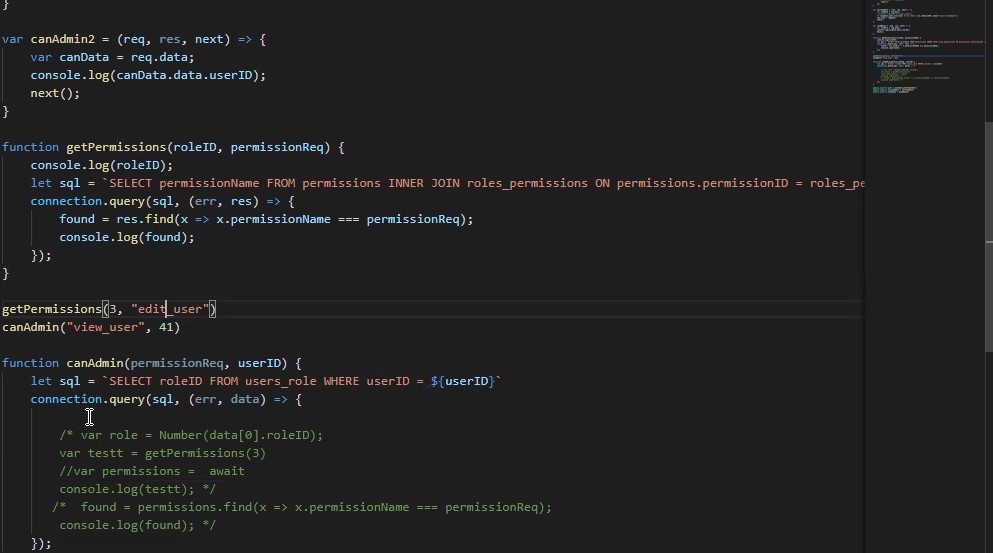 }
var canAdmin2 = (req, res, next) => {
    var canData = req.data;
    console.log(canData.data.userID);
    next();
}
function getPermissions(roleID, permissionReq) {
    console.log(roleID);
    let sql = `SELECT permissionName FROM permissions INNER JOIN roles_permissions ON permissions.permissionID = roles_pe
    connection.query(sql, (err, res) => {
        found = res.find(x => x.permissionName === permissionReq);
        console.log(found);
    });
}
getPermissions(3, "edit_user")
canAdmin("view_user", 41)
function canAdmin(permissionReq, userID) {
    let sql = `SELECT roleID FROM users_role WHERE userID = ${userID}`
    connection.query(sql, (err, data) => {
        /* var role = Number(data[0].roleID);
        var testt = getPermissions(3)
        //var permissions =  await
        console.log(testt); */
       /*  found = permissions.find(x => x.permissionName === permissionReq);
        console.log(found); */
    });